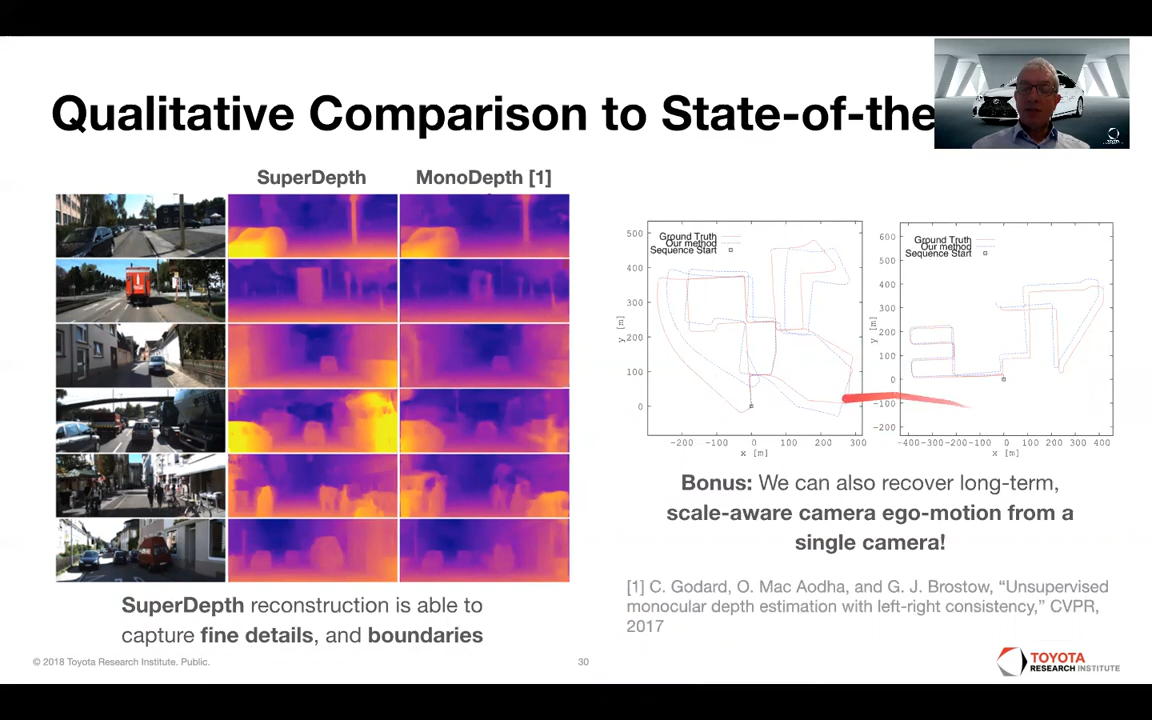 Qualitative Comparison to State-of-the
SuperDepth
MonoDepth [1]
SuperDepth reconstruction is able to
capture fine details, and boundaries
Ground Truth
Our method
Sequence Start
500
400
300
200
100
0
y [m]
-200 -100 0 100 200 300
x [m]
Ground Truth
Our method
Sequence Start
600
500
400
300
200
100
0
-100
-200
y [m]
-400-300-200-100 0 100 200 300 400
x [m]
Bonus: We can also recover long-term,
scale-aware camera ego-motion from a
single camera!
[1] C. Godard, O. Mac Aodha, and G. J. Brostow, “Unsupervised
monocular depth estimation with left-right consistency,” CVPR,
2017
© 2018 Toyota Research Institute. Public.
30
TOYOTA
RESEARCH INSTITUTE